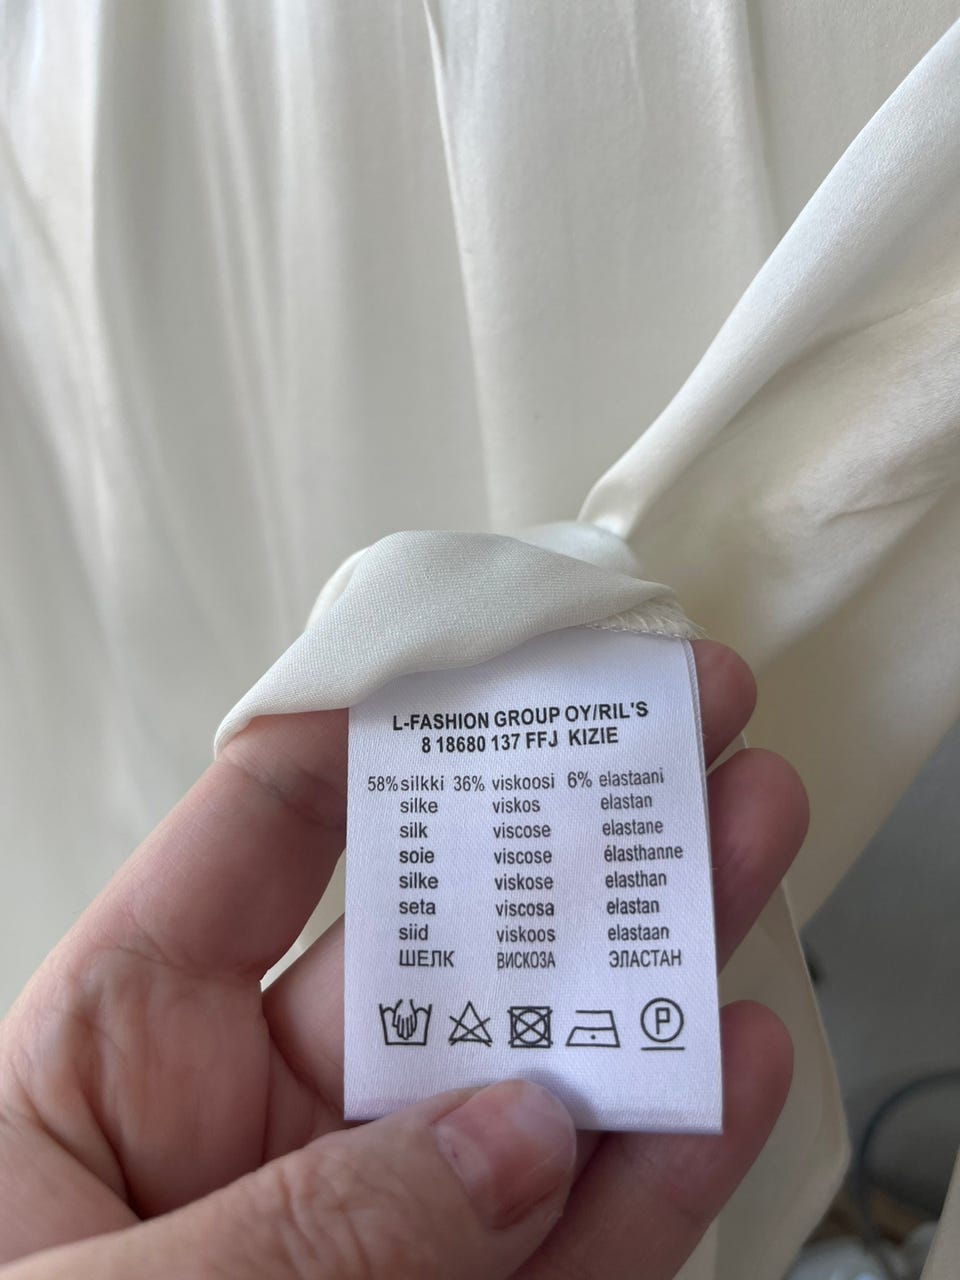 L-FASHION GROUP OY/RIL'S
8 18680 137 FFJ KIZIE
58% silkki 36% viskoosi 6% elastaani
silke viskos elastan
silk viscose elastane
soie viscose élasthanne
silke viskose elasthan
seta viscosa elastan
siid viskoos elastaan
ШЕЛК ВИСКОЗА ЭЛАСТАН
P